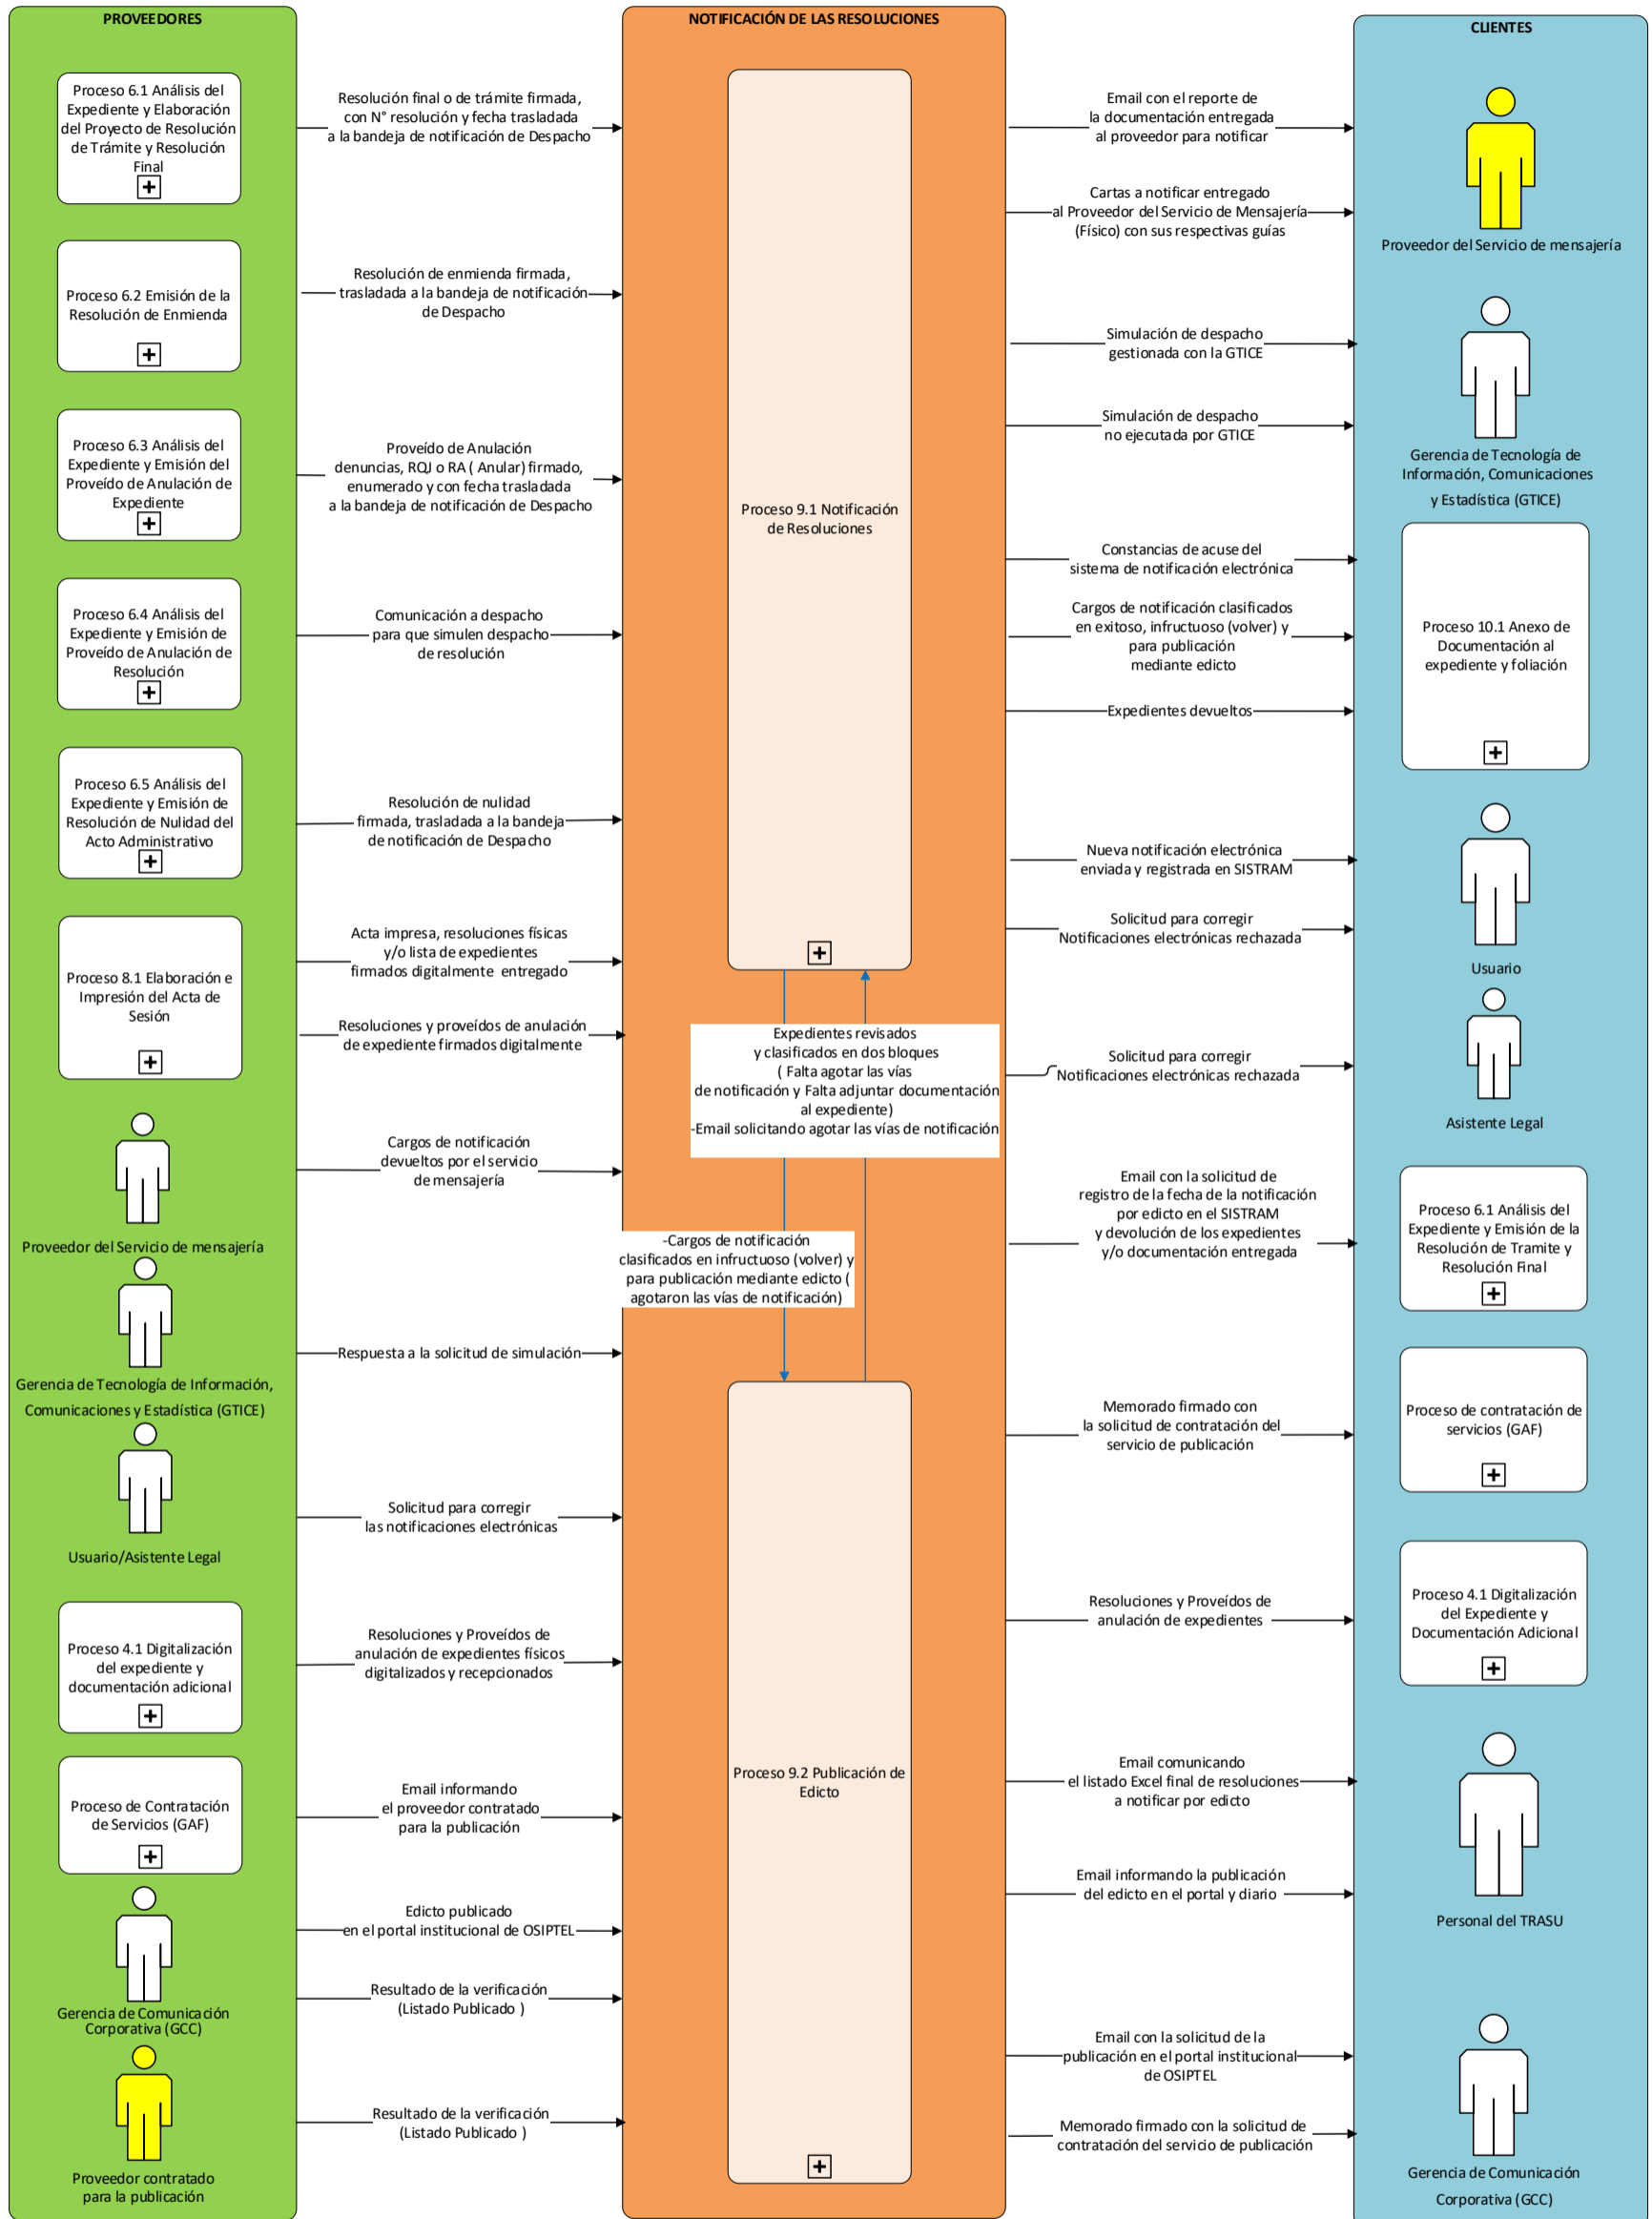 PROVEEDORES
Proceso 6.1 Análisis del
Expediente y Elaboración
del Proyecto de Resolución
de Trámite y Resolución
Final
Proceso 6.2 Emisión de la
Resolución de Enmienda
Proceso 6.3 Análisis del
Expediente y Emisión del
Proveído de Anulación de
Expediente
Proceso 6.4 Análisis del
Expediente y Emisión de
Proveído de Anulación de
Resolución
Proceso 6.5 Análisis del
Expediente y Emisión de
Resolución de Nulidad del
Acto Administrativo
Proceso 8.1 Elaboración e
Impresión del Acta de
Sesión
Proveedor del Servicio de mensajería
Gerencia de Tecnología de Información,
Comunicaciones y Estadística (GTICE)
Usuario/Asistente Legal
Proceso 4.1 Digitalización
del expediente y
documentación adicional
Proceso de Contratación
de Servicios (GAF)
Gerencia de Comunicación
Corporativa (GCC)
Proveedor contratado
para la publicación
Resolución final o de trámite firmada,
con N° resolución y fecha trasladada
a la bandeja de notificación de Despacho
Resolución de enmienda firmada,
trasladada a la bandeja de notificación
de Despacho
Proveído de Anulación
denuncias, RQJ o RA ( Anular) firmado,
enumerado y con fecha trasladada
a la bandeja de notificación de Despacho
Comunicación a despacho
para que simulen despacho
de resolución
Resolución de nulidad
firmada, trasladada a la bandeja
de notificación de Despacho
Acta impresa, resoluciones físicas
y/o lista de expedientes
firmados digitalmente entregado
Resoluciones y proveídos de anulación
de expediente firmados digitalmente
Cargos de notificación
devueltos por el servicio
de mensajería
Respuesta a la solicitud de simulación
Solicitud para corregir
las notificaciones electrónicas
Resoluciones y Proveídos de
anulación de expedientes físicos
digitalizados y recepcionados
Email informando
el proveedor contratado
para la publicación
Edicto publicado
en el portal institucional de OSIPTEL
Resultado de la verificación
(Listado Publicado )
Resultado de la verificación
(Listado Publicado )
NOTIFICACIÓN DE LAS RESOLUCIONES
Proceso 9.1 Notificación
de Resoluciones
Expedientes revisados
y clasificados en dos bloques
( Falta agotar las vías
de notificación y Falta adjuntar documentación
al expediente)
-Email solicitando agotar las vías de notificación
-Cargos de notificación
clasificados en infructuoso (volver) y
para publicación mediante edicto (
agotaron las vías de notificación)
Proceso 9.2 Publicación de
Edicto
Email con el reporte de
la documentación entregada
al proveedor para notificar
Cartas a notificar entregado
al Proveedor del Servicio de Mensajería
(Físico) con sus respectivas guías
Simulación de despacho
gestionada con la GTICE
Simulación de despacho
no ejecutada por GTICE
Constancias de acuse del
sistema de notificación electrónica
Cargos de notificación clasificados
en exitoso, infructuoso (volver) y
para publicación
mediante edicto
Expedientes devueltos
Nueva notificación electrónica
enviada y registrada en SISTRAM
Solicitud para corregir
Notificaciones electrónicas rechazada
Solicitud para corregir
Notificaciones electrónicas rechazada
Email con la solicitud de
registro de la fecha de la notificación
por edicto en el SISTRAM
y devolución de los expedientes
y/o documentación entregada
Memorado firmado con
la solicitud de contratación del
servicio de publicación
Resoluciones y Proveídos de
anulación de expedientes
Email comunicando
el listado Excel final de resoluciones
a notificar por edicto
Email informando la publicación
del edicto en el portal y diario
Email con la solicitud de la
publicación en el portal institucional
de OSIPTEL
Memorado firmado con la solicitud de
contratación del servicio de publicación
CLIENTES
Proveedor del Servicio de mensajería
Gerencia de Tecnología de
Información, Comunicaciones
y Estadística (GTICE)
Proceso 10.1 Anexo de
Documentación al
expediente y foliación
Usuario
Asistente Legal
Proceso 6.1 Análisis del
Expediente y Emisión de la
Resolución de Tramite y
Resolución Final
Proceso de contratación de
servicios (GAF)
Proceso 4.1 Digitalización
del Expediente y
Documentación Adicional
Personal del TRASU
Gerencia de Comunicación
Corporativa (GCC)